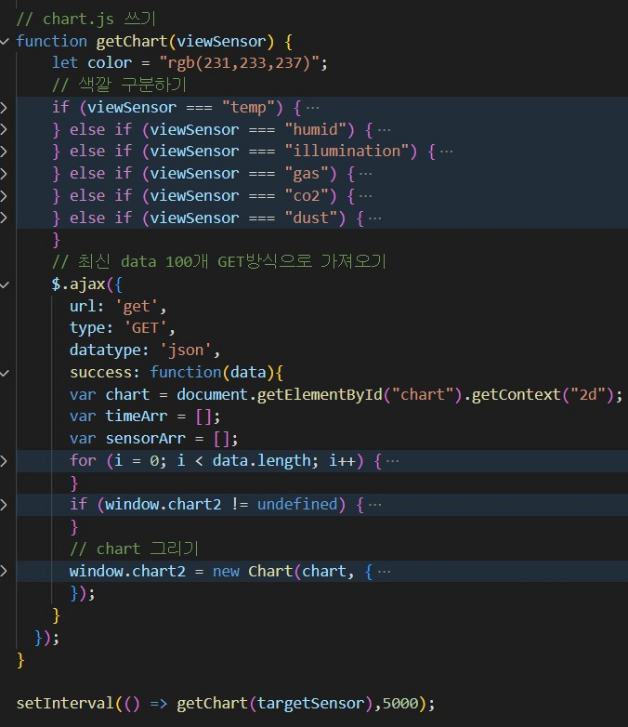 // chart.js 쓰기
function getChart(viewSensor) {
let color = "rgb(231,233,237)";
// 색깔 구분하기
if (viewSensor === "temp") {…
} else if (viewSensor === "humid") {…
} else if (viewSensor === "illumination") {…
} else if (viewSensor === "gas") {…
} else if (viewSensor === "co2") {…
} else if (viewSensor === "dust") {…
}
// 최신 data 100개 GET방식으로 가져오기
$.ajax({
url: 'get',
type: 'GET',
datatype: 'json',
success: function(data){
var chart = document.getElementById("chart").getContext("2d");
var timeArr = [];
var sensorArr = [];
for (i = 0; i < data.length; i++) {…
}
if (window.chart2 != undefined) {…
}
// chart 그리기
window.chart2 = new Chart(chart, {…
});
}
});
}
setInterval(() => getChart(targetSensor),5000);